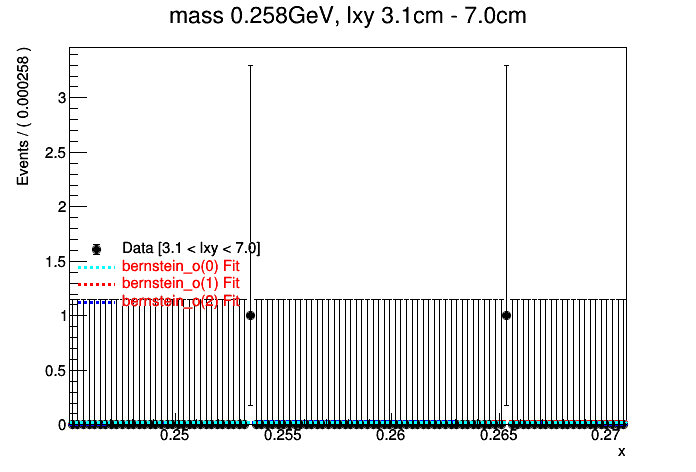 mass 0.258GeV, lxy 3.1cm - 7.0cm
Events / ( 0.000258 )
3
2.5
2
1.5
1
0.5
0
Data [3.1 < lxy < 7.0]
bernstein_o(0) Fit
bernstein_o(1) Fit
bernstein_o(2) Fit
0.25 0.255 0.26 0.265 0.27
x